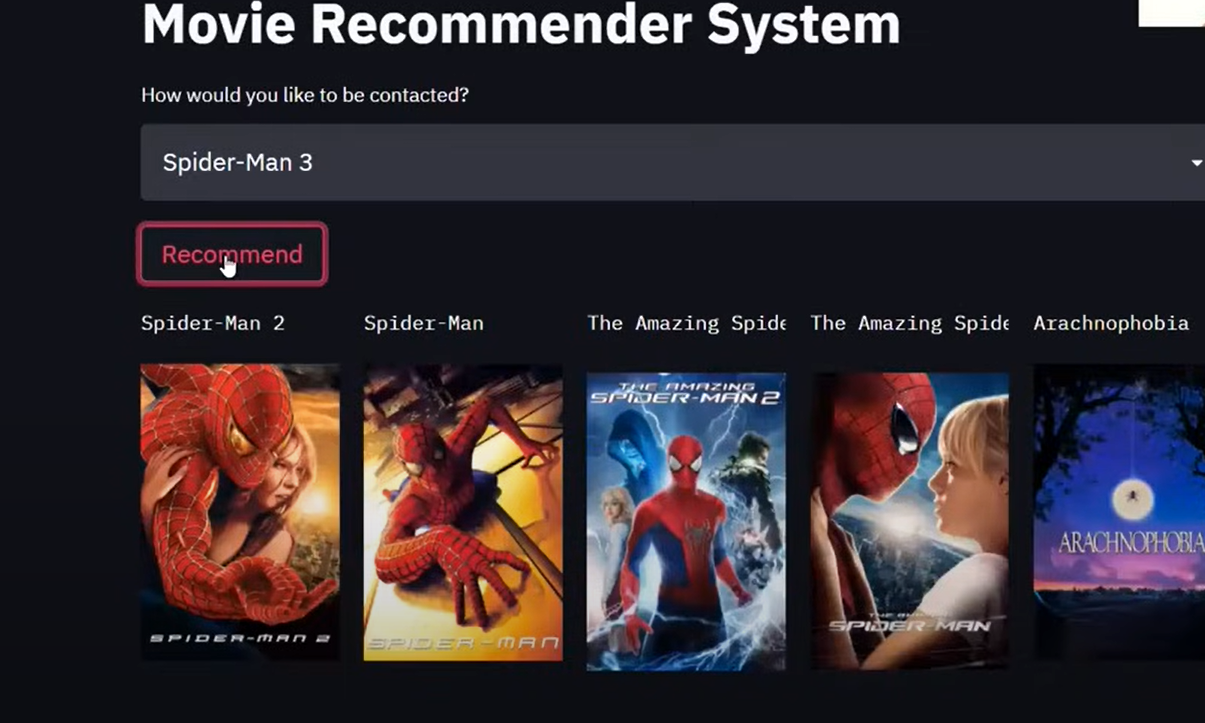 Movie Recommender System
How would you like to be contacted?
Spider-Man 3
Recommend
Spider-Man 2
Spider-Man
The Amazing Spide
The Amazing Spide
Arachnophobia
SPIDER-MAN 2
SPIDER-MAN
THE AMAZING
SPIDER-MAN 2
THE AMAZING
SPIDER-MAN
ARACHNOPHOBIA